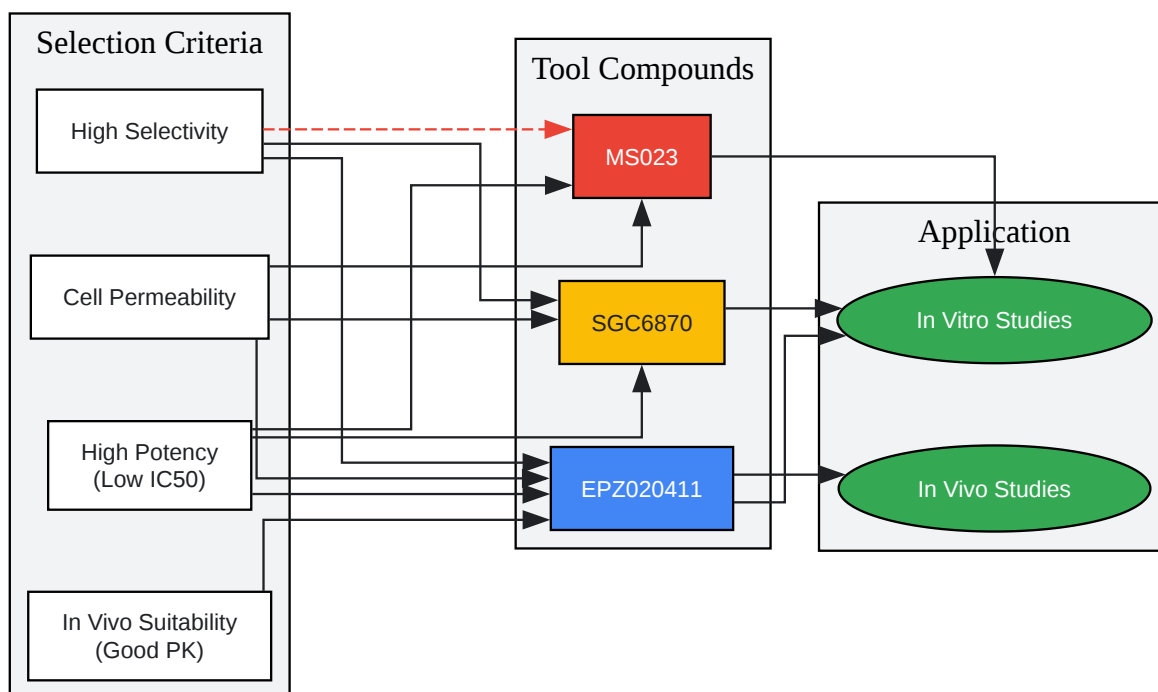 Selection Criteria
High Selectivity
Cell Permeability
High Potency
(Low IC50)
In Vivo Suitability
(Good PK)
Tool Compounds
MS023
SGC6870
EPZ020411
Application
In Vitro Studies
In Vivo Studies